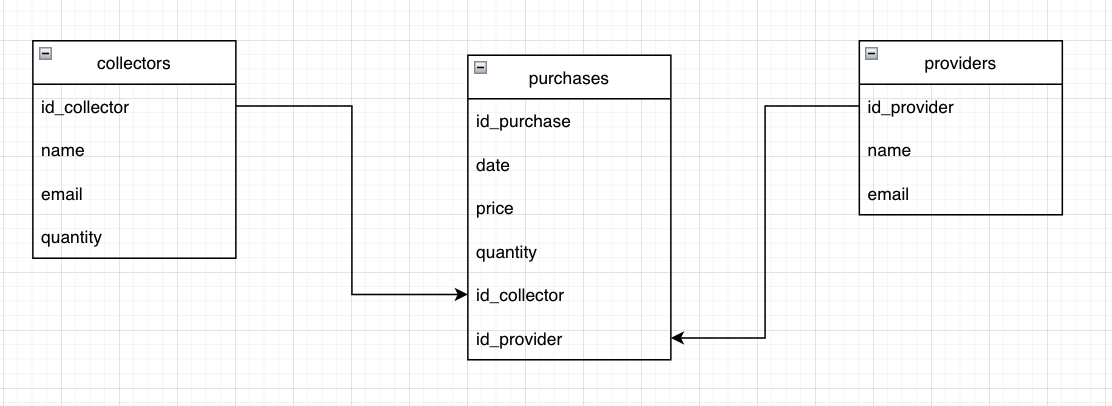 collectors
id_collector
name
email
quantity
purchases
id_purchase
date
price
quantity
id_collector
id_provider
providers
id_provider
name
email